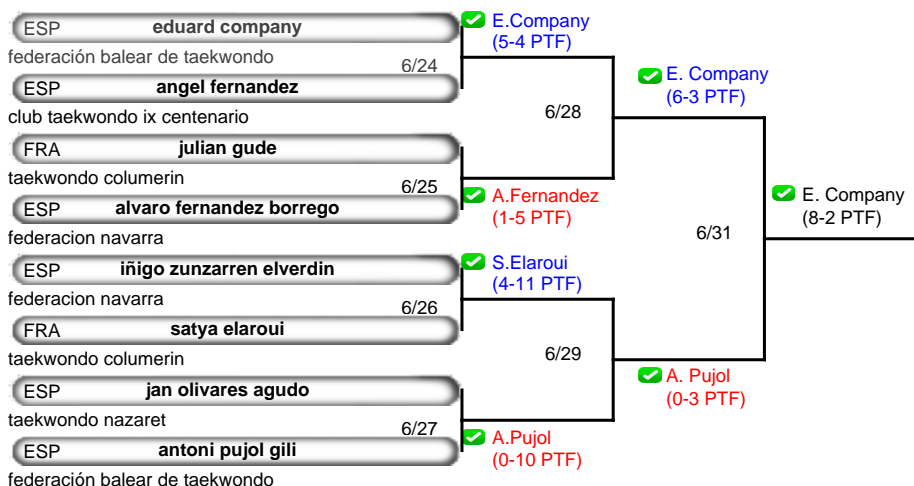 ESP eduard company
federación balear de taekwondo
6/24
ESP angel fernandez
club taekwondo ix centenario
FRA julian gude
taekwondo columerin
6/25
ESP alvaro fernandez borrego
federacion navarra
ESP iñigo zunzarren elverdin
federacion navarra
6/26
FRA satya elaroui
taekwondo columerin
ESP jan olivares agudo
taekwondo nazaret
6/27
ESP antoni pujol gili
federación balear de taekwondo
E.Company
(5-4 PTF)
6/28
A.Fernandez
(1-5 PTF)
S.Elaroui
(4-11 PTF)
6/29
A.Pujol
(0-10 PTF)
E. Company
(6-3 PTF)
6/31
A. Pujol
(0-3 PTF)
E. Company
(8-2 PTF)